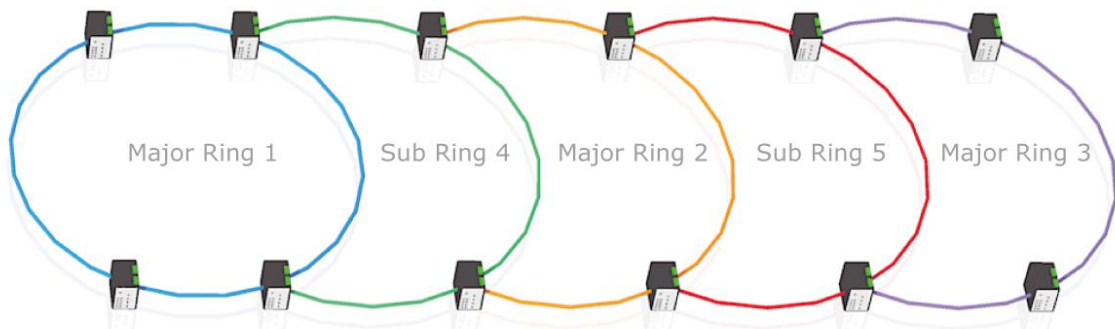 Major Ring 1
Sub Ring 4
Major Ring 2
Sub Ring 5
Major Ring 3